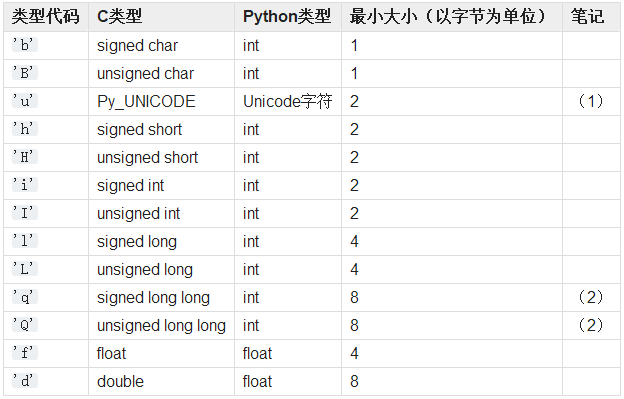 类型代码 C类型 Python类型 最小大小（以字节为单位） 笔记
'b' signed char int 1
'B' unsigned char int 1
'u' Py_UNICODE Unicode字符 2 （1）
'h' signed short int 2
'H' unsigned short int 2
'i' signed int int 2
'I' unsigned int int 2
'l' signed long int 4
'L' unsigned long int 4
'q' signed long long int 8 （2）
'Q' unsigned long long int 8 （2）
'f' float float 4
'd' double float 8